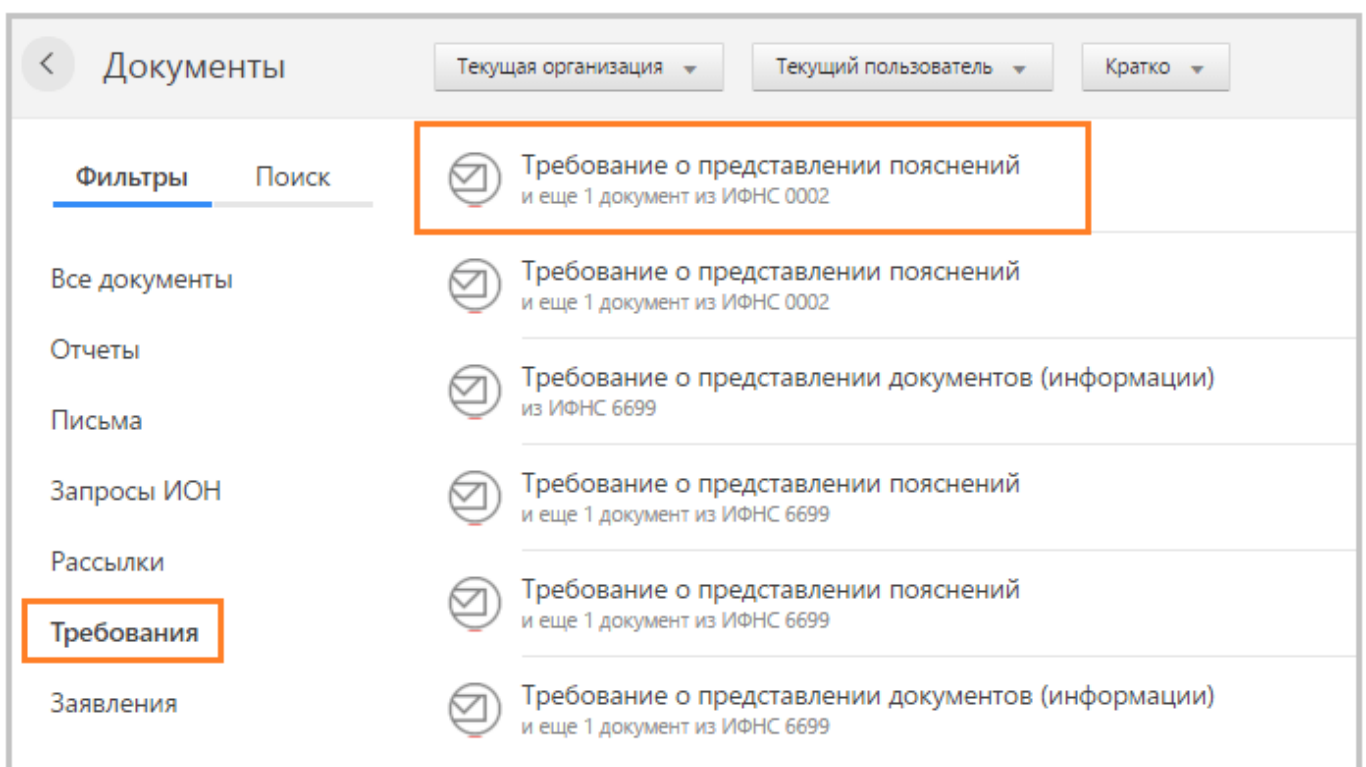 Документы
Текущая организация
Текущий пользователь
Кратко
Фильтры
Поиск
Все документы
Отчеты
Письма
Запросы ИОН
Рассылки
Требования
Заявления
Требование о представлении пояснений
и еще 1 документ из ИФНС 0002
Требование о представлении пояснений
и еще 1 документ из ИФНС 0002
Требование о представлении документов (информации)
из ИФНС 6699
Требование о представлении пояснений
и еще 1 документ из ИФНС 6699
Требование о представлении пояснений
и еще 1 документ из ИФНС 6699
Требование о представлении документов (информации)
и еще 1 документ из ИФНС 6699